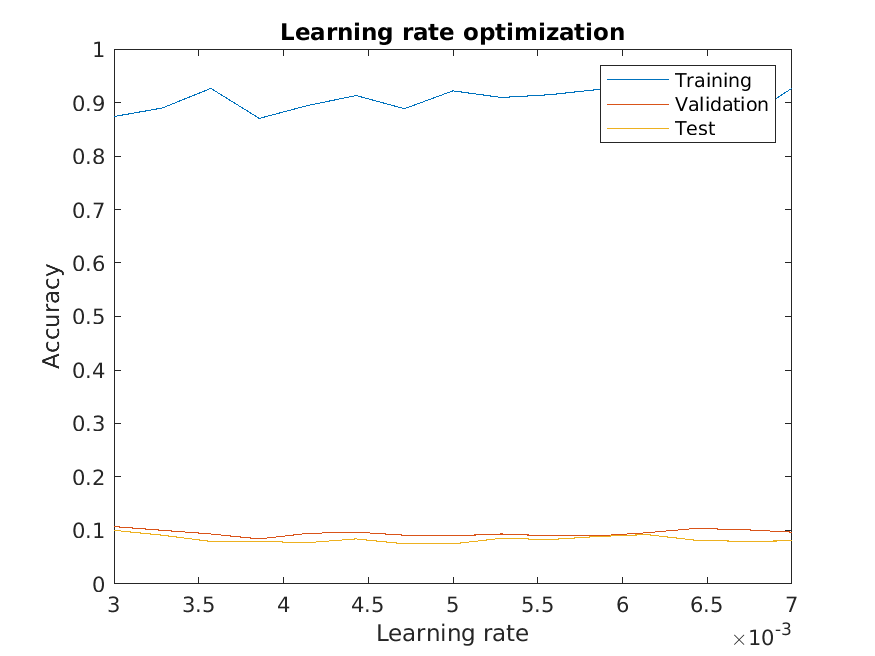 Learning rate optimization
1
0.9
0.8
0.7
0.6
0.5
0.4
0.3
0.2
0.1
0
Accuracy
Training
Validation
Test
3 3.5 4 4.5 5 5.5 6 6.5 7
Learning rate
×10⁻³